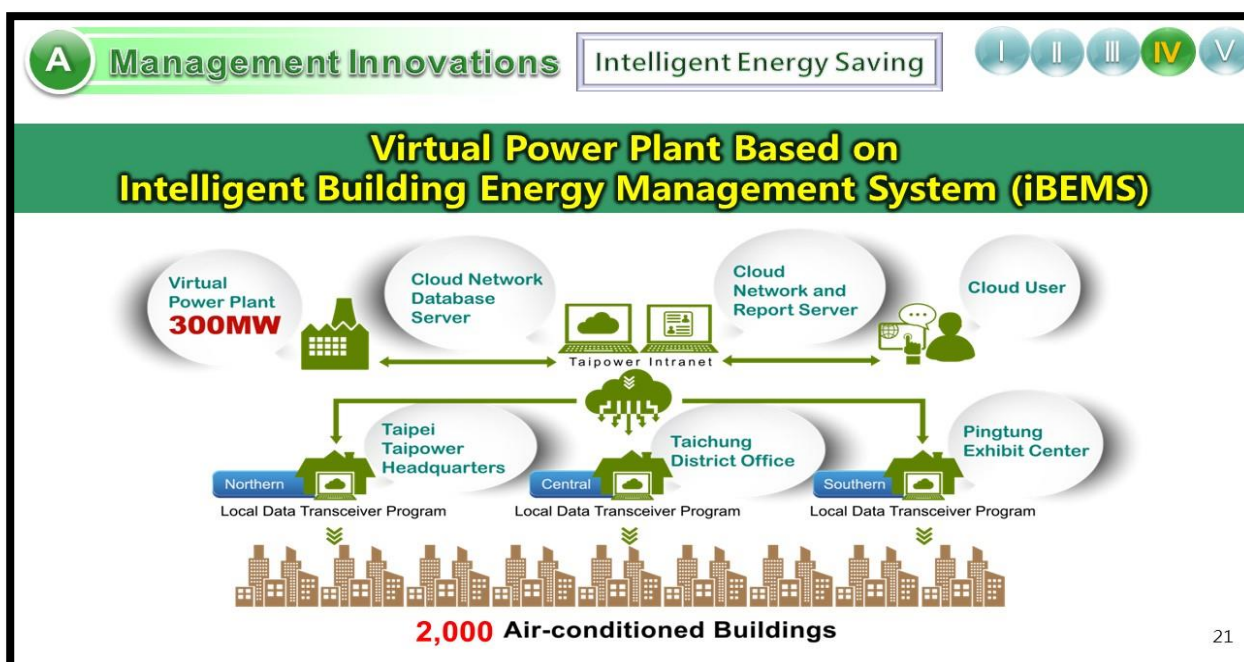 A
Management Innovations
Intelligent Energy Saving
I II III IV V
Virtual Power Plant Based on
Intelligent Building Energy Management System (iBEMS)
Virtual
Power Plant
300MW
Cloud Network
Database
Server
Cloud
Network and
Report Server
Cloud User
Taipower Intranet
Taipei
Taipower
Headquarters
Taichung
District Office
Pingtung
Exhibit Center
Northern
Central
Southern
Local Data Transceiver Program
Local Data Transceiver Program
Local Data Transceiver Program
2,000 Air-conditioned Buildings
21